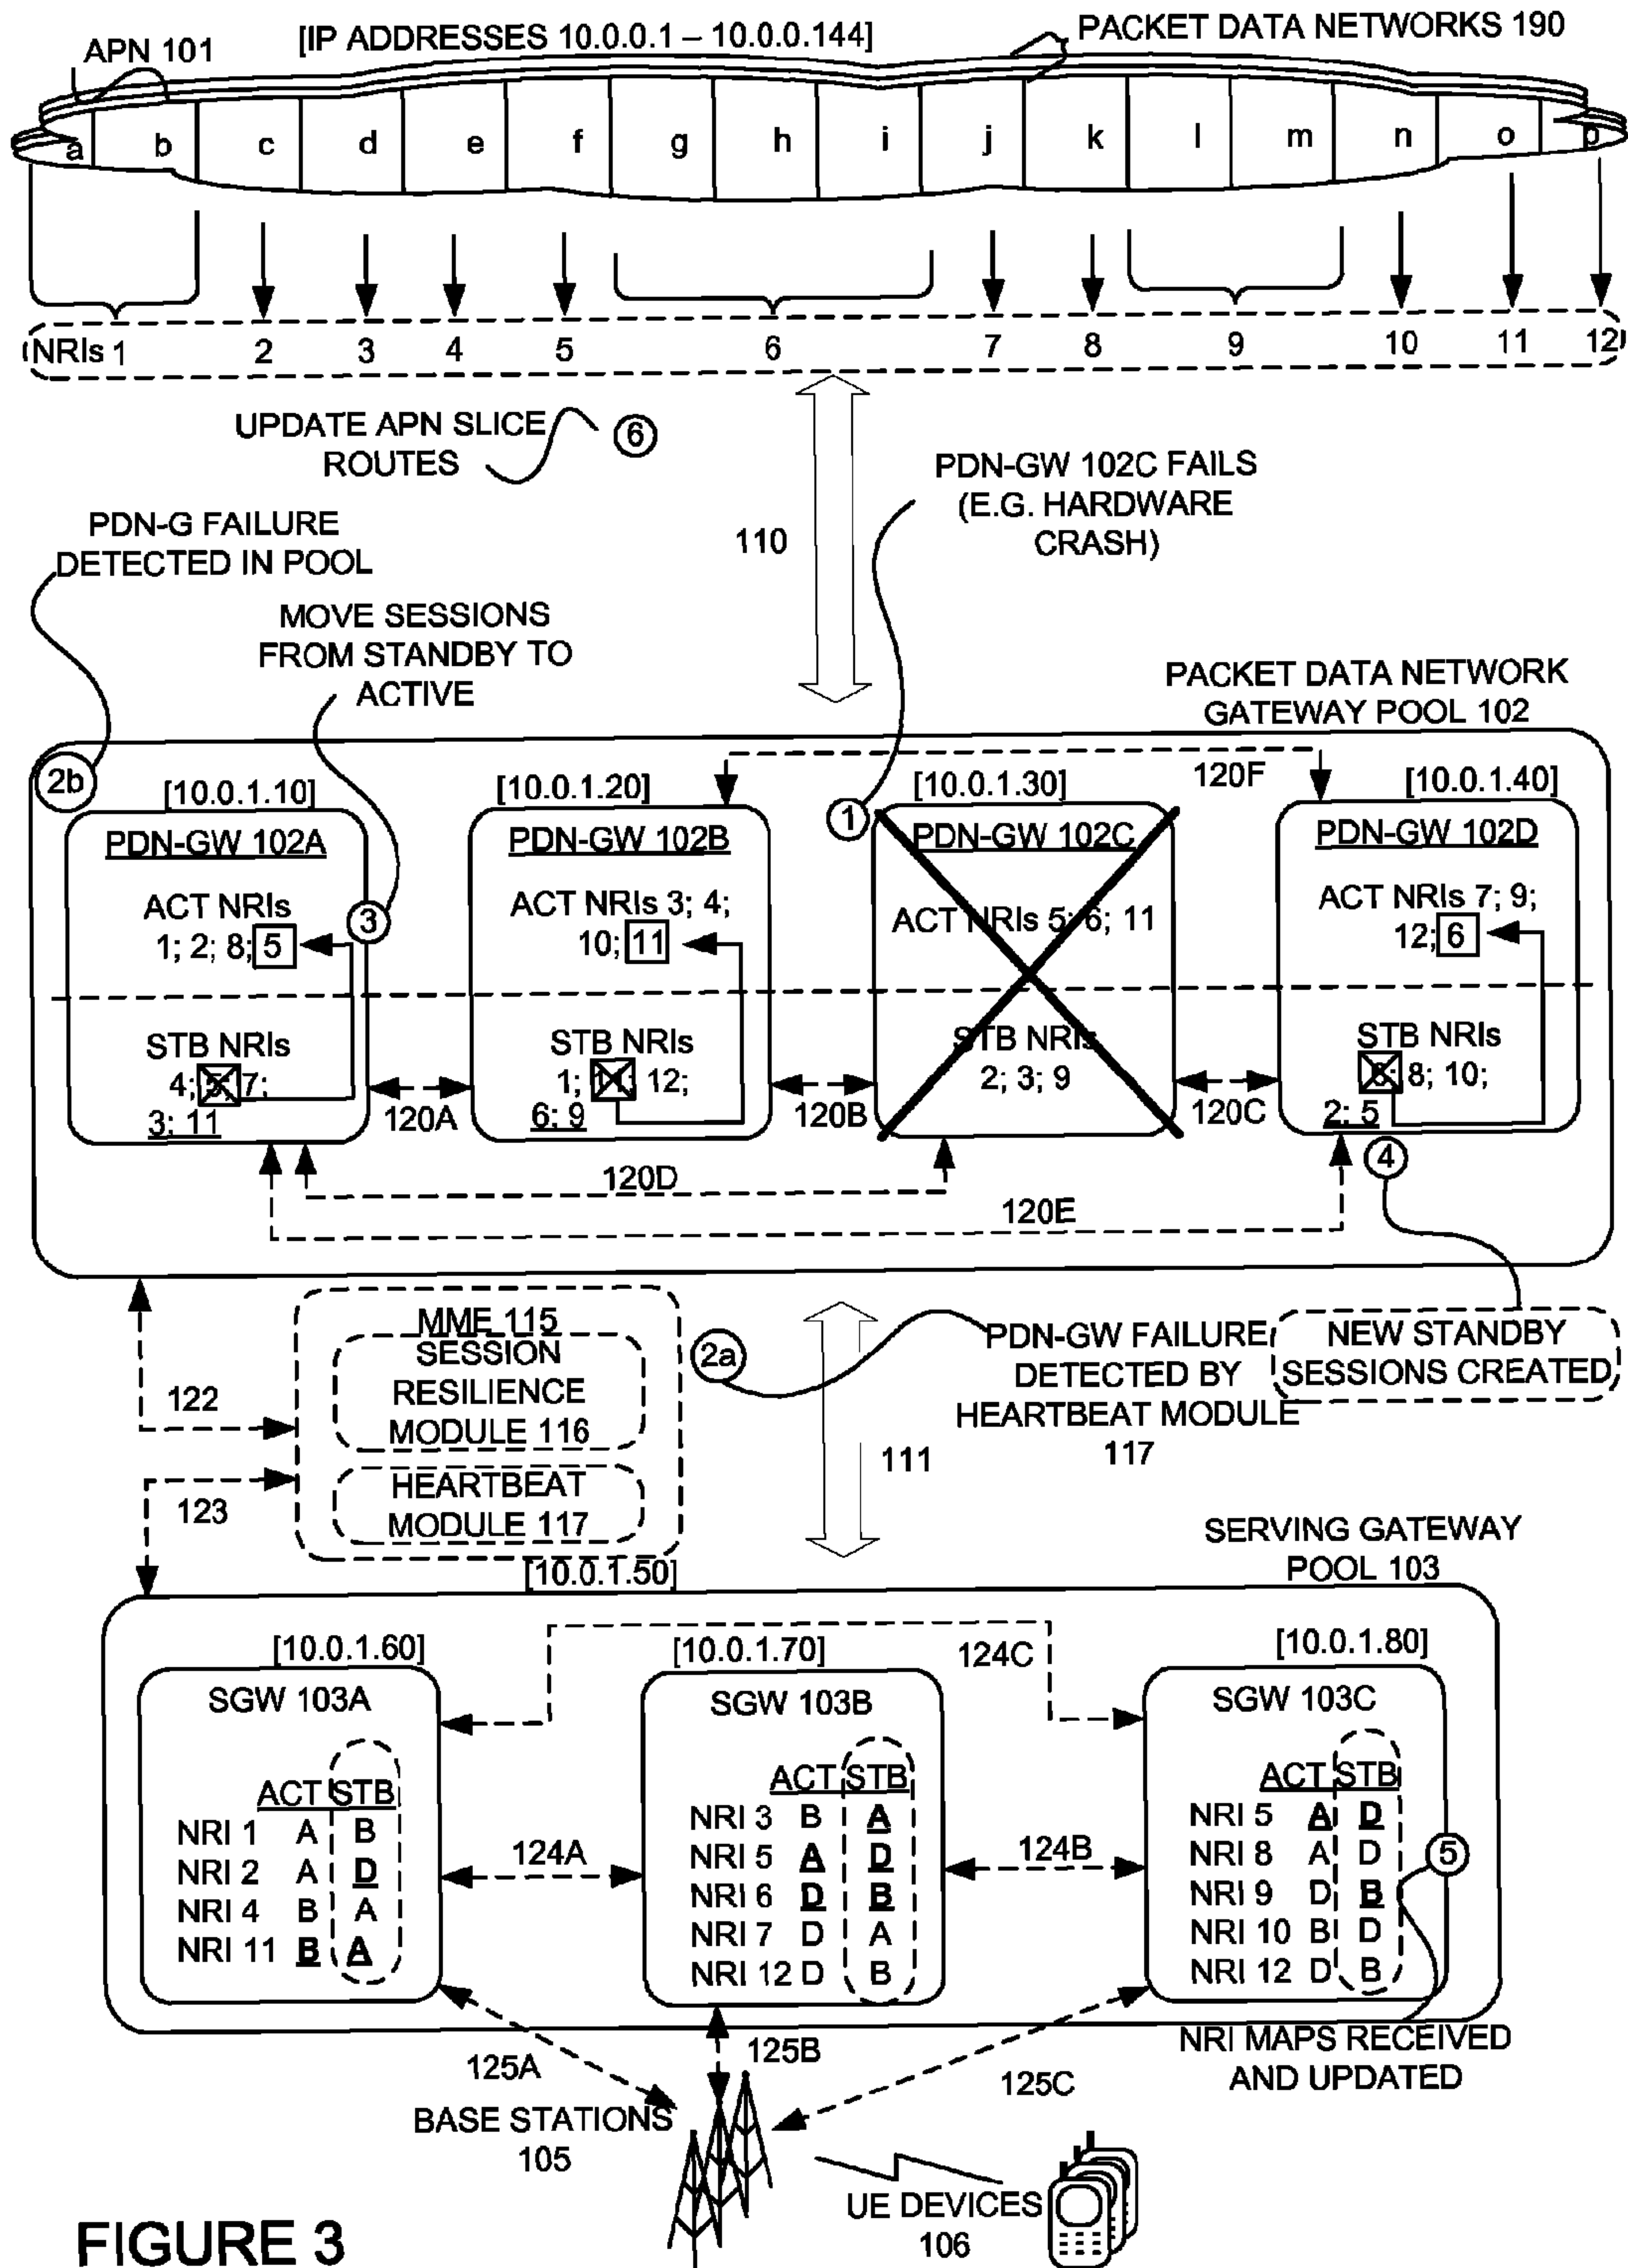 APN 101
[IP ADDRESSES 10.0.0.1 – 10.0.0.144]
PACKET DATA NETWORKS 190
a b c d e f g h i j k l m n o p
NRIs 1 2 3 4 5 6 7 8 9 10 11 12
UPDATE APN SLICE
ROUTES
6
PDN-GW 102C FAILS
(E.G. HARDWARE
CRASH)
110
PDN-G FAILURE
DETECTED IN POOL
MOVE SESSIONS
FROM STANDBY TO
ACTIVE
PACKET DATA NETWORK
GATEWAY POOL 102
2b
[10.0.1.10]
PDN-GW 102A
ACT NRIs
1; 2; 8; 5
3
STB NRIs
4; 5; 7;
3; 11
120A
[10.0.1.20]
PDN-GW 102B
ACT NRIs 3; 4;
10; 11
STB NRIs
1; 11; 12;
6; 9
120B
1
[10.0.1.30]
PDN-GW 102C
ACT NRIs 5; 6; 11
STB NRIs
2; 3; 9
120C
120F
[10.0.1.40]
PDN-GW 102D
ACT NRIs 7; 9;
12; 6
STB NRIs
6; 8; 10;
2; 5
4
120D
120E
MME 115
SESSION
RESILIENCE
MODULE 116
HEARTBEAT
MODULE 117
[10.0.1.50]
122
123
2a
PDN-GW FAILURE
DETECTED BY
HEARTBEAT MODULE
117
NEW STANDBY
SESSIONS CREATED
111
SERVING GATEWAY
POOL 103
[10.0.1.60]
SGW 103A
ACT STB
NRI 1 A B
NRI 2 A D
NRI 4 B A
NRI 11 B A
124A
[10.0.1.70]
SGW 103B
ACT STB
NRI 3 B A
NRI 5 A D
NRI 6 D B
NRI 7 D A
NRI 12 D B
124B
124C
[10.0.1.80]
SGW 103C
ACT STB
NRI 5 A D
NRI 8 A D
NRI 9 D B
NRI 10 B D
NRI 12 D B
5
NRI MAPS RECEIVED
AND UPDATED
125A
125B
125C
BASE STATIONS
105
UE DEVICES
106
FIGURE 3